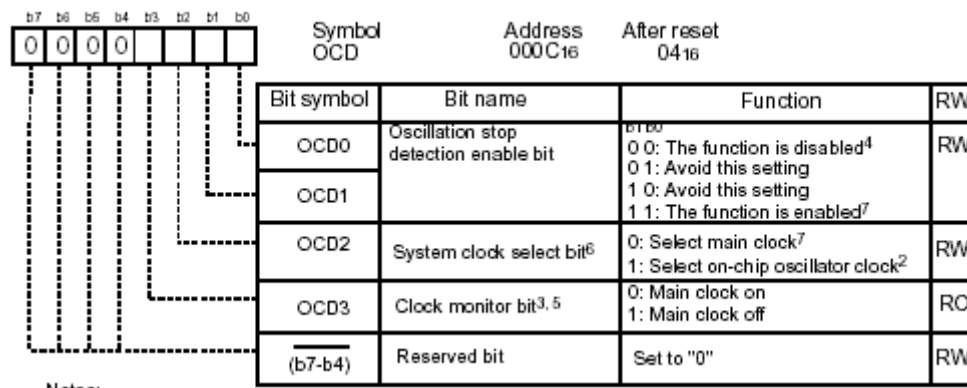 b7 b6 b5 b4 b3 b2 b1 b0
0 0 0 0
Symbol Address After reset
OCD 000C16 0416
Bit symbol Bit name Function RW
OCD0 Oscillation stop detection enable bit b1 b0 RW
0 0: The function is disabled4
0 1: Avoid this setting
1 0: Avoid this setting
OCD1 1 1: The function is enabled7
OCD2 System clock select bit6 0: Select main clock7 RW
1: Select on-chip oscillator clock2
OCD3 Clock monitor bit3, 5 0: Main clock on RO
1: Main clock off
(b7-b4) Reserved bit Set to "0" RW